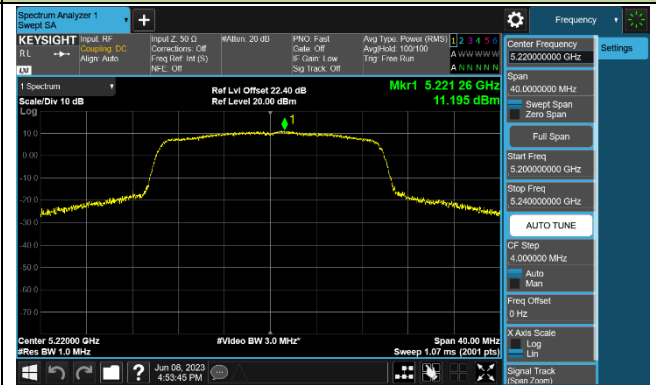 Spectrum Analyzer 1
Swept SA
Frequency
KEYSIGHT
RL
LXI
Input: RF
Coupling: DC
Align: Auto
Input Z: 50 Ω
Corrections: Off
Freq Ref: Int (S)
NFE: Off
#Atten: 20 dB
PNO: Fast
Gate: Off
IF Gain: Low
Sig Track: Off
Avg Type: Power (RMS)
Avg|Hold: 100/100
Trig: Free Run
1 2 3 4 5 6
A W W W W W
A N N N N N
1 Spectrum
Scale/Div 10 dB
Log
Ref Lvl Offset 22.40 dB
Ref Level 20.00 dBm
Mkr1 5.221 26 GHz
11.195 dBm
1
10.0
0.00
-10.0
-20.0
-30.0
-40.0
-50.0
-60.0
-70.0
Center 5.22000 GHz
#Res BW 1.0 MHz
#Video BW 3.0 MHz*
Span 40.00 MHz
Sweep 1.07 ms (2001 pts)
Jun 08, 2023
4:53:45 PM
Center Frequency
5.220000000 GHz
Settings
Span
40.0000000 MHz
Swept Span
Zero Span
Full Span
Start Freq
5.200000000 GHz
Stop Freq
5.240000000 GHz
AUTO TUNE
CF Step
4.000000 MHz
Auto
Man
Freq Offset
0 Hz
X Axis Scale
Log
Lin
Signal Track
(Span Zoom)